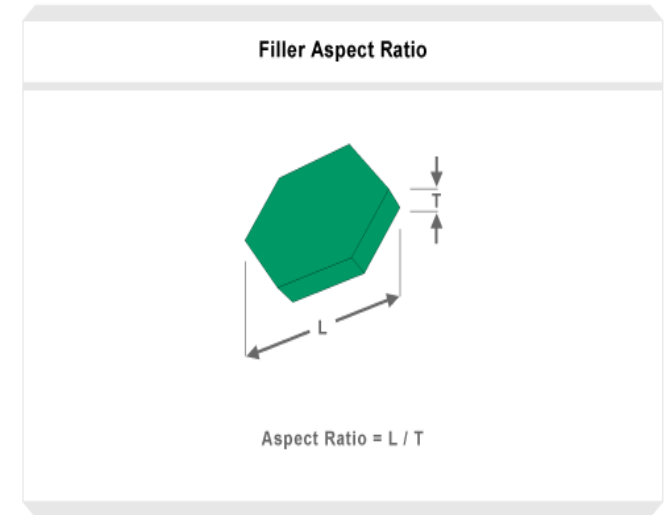 Filler Aspect Ratio
T
L
Aspect Ratio = L / T